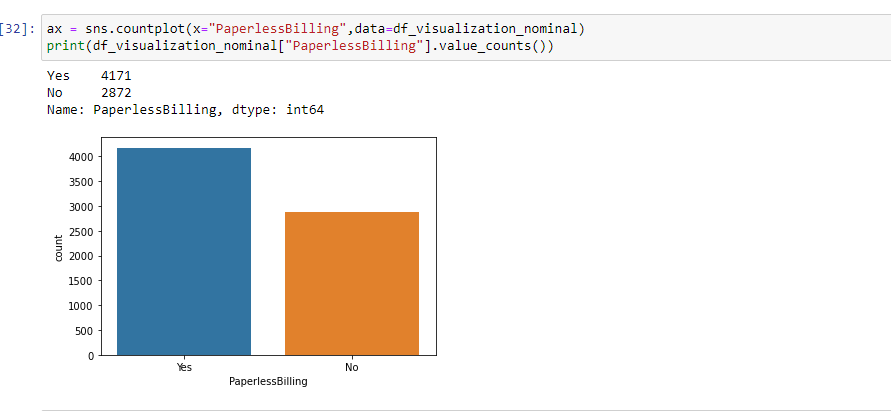 [32]:
ax = sns.countplot(x="PaperlessBilling",data=df_visualization_nominal)
print(df_visualization_nominal["PaperlessBilling"].value_counts())
Yes    4171
No     2872
Name: PaperlessBilling, dtype: int64
4000
3500
3000
2500
2000
1500
1000
500
0
count
Yes
No
PaperlessBilling